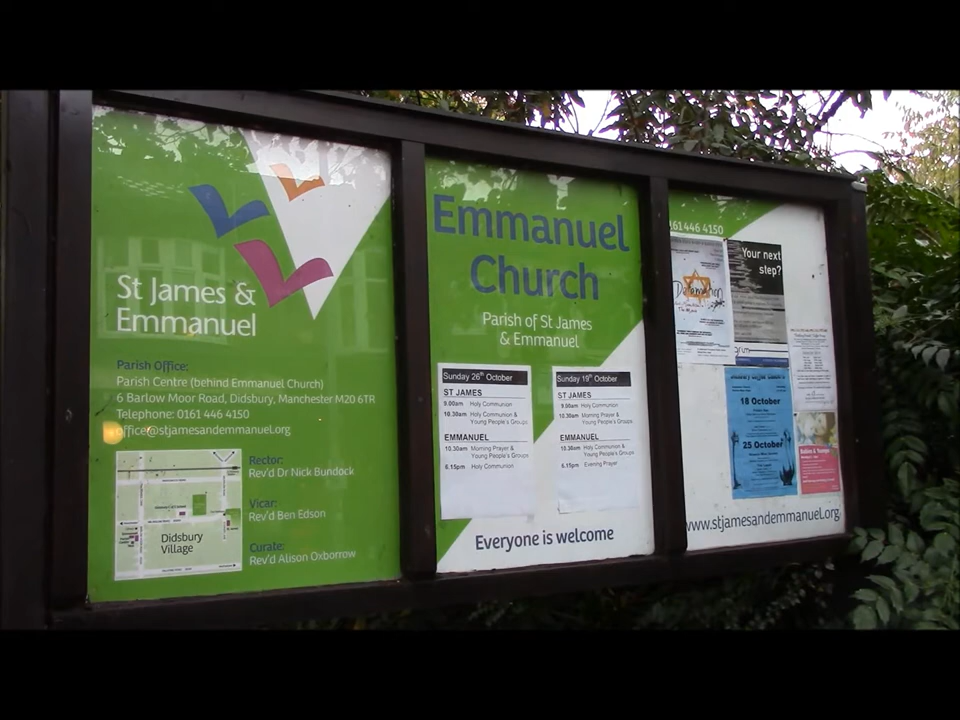 St James &
Emmanuel
Parish Office:
Parish Centre (behind Emmanuel Church)
6 Barlow Moor Road, Didsbury, Manchester M20 6TR
Telephone: 0161 446 4150
office@stjamesandemmanuel.org
Didsbury
Village
Rector:
Rev'd Dr Nick Bundock
Vicar:
Rev'd Ben Edson
Curate:
Rev'd Alison Oxborrow
Emmanuel
Church
Parish of St James
& Emmanuel
Sunday 26th October
ST JAMES
9.00am Holy Communion
10.30am Holy Communion &
Young People's Groups
EMMANUEL
10.30am Morning Prayer &
Young People's Groups
6.15pm Holy Communion
Sunday 19th October
ST JAMES
9.00am Holy Communion
10.30am Morning Prayer &
Young People's Groups
EMMANUEL
10.30am Holy Communion &
Young People's Groups
6.15pm Evening Prayer
Everyone is welcome
161 446 4150
Your next
step?
18 October
25 October
www.stjamesandemmanuel.org